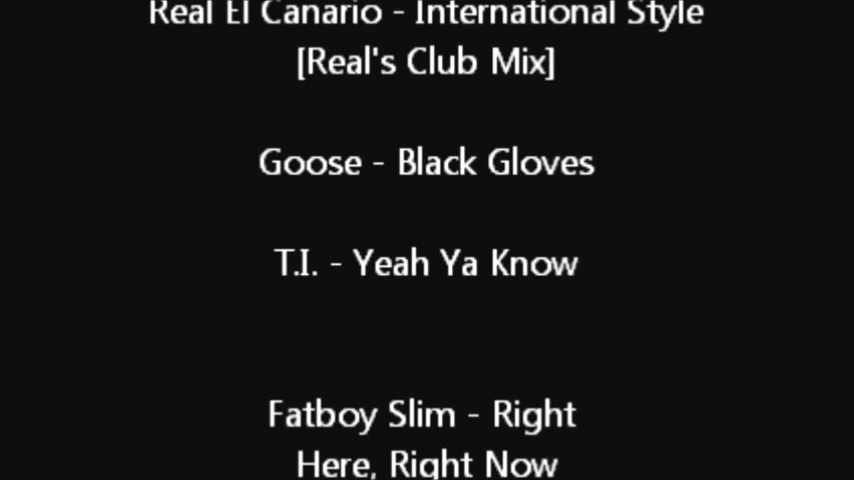 Real El Canario - International Style
[Real's Club Mix]
Goose - Black Gloves
T.I. - Yeah Ya Know
Fatboy Slim - Right
Here, Right Now